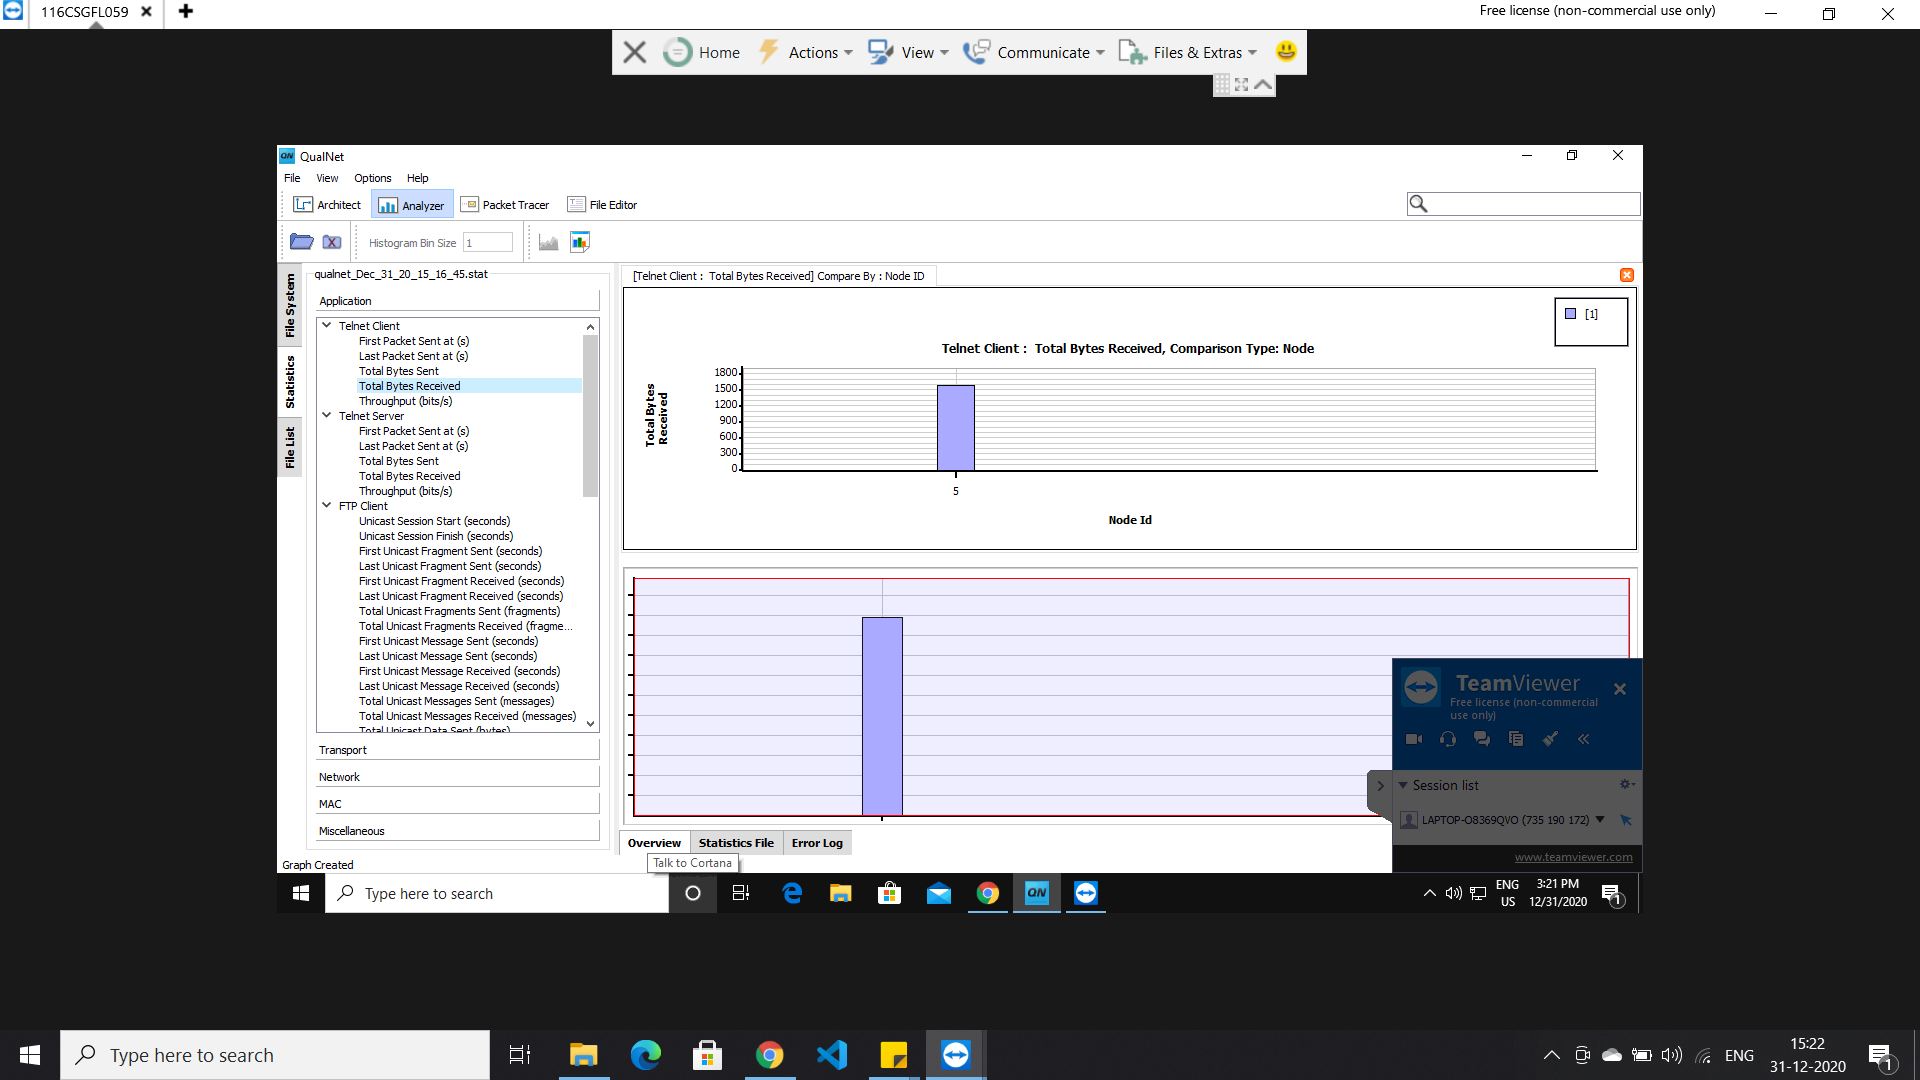 116CSGFL059
Free license (non-commercial use only)
Home
Actions
View
Communicate
Files & Extras
QN QualNet
File View Options Help
Architect
Analyzer
Packet Tracer
File Editor
Histogram Bin Size 1
File System
Statistics
File List
qualnet_Dec_31_20_15_16_45.stat
Application
Telnet Client
First Packet Sent at (s)
Last Packet Sent at (s)
Total Bytes Sent
Total Bytes Received
Throughput (bits/s)
Telnet Server
First Packet Sent at (s)
Last Packet Sent at (s)
Total Bytes Sent
Total Bytes Received
Throughput (bits/s)
FTP Client
Unicast Session Start (seconds)
Unicast Session Finish (seconds)
First Unicast Fragment Sent (seconds)
Last Unicast Fragment Sent (seconds)
First Unicast Fragment Received (seconds)
Last Unicast Fragment Received (seconds)
Total Unicast Fragments Sent (fragments)
Total Unicast Fragments Received (fragme...
First Unicast Message Sent (seconds)
Last Unicast Message Sent (seconds)
First Unicast Message Received (seconds)
Last Unicast Message Received (seconds)
Total Unicast Messages Sent (messages)
Total Unicast Messages Received (messages)
Total Unicast Data Sent (bytes)
Transport
Network
MAC
Miscellaneous
Graph Created
[Telnet Client : Total Bytes Received] Compare By : Node ID
[1]
Telnet Client : Total Bytes Received, Comparison Type: Node
Total Bytes
Received
1800
1500
1200
900
600
300
0
5
Node Id
TeamViewer
Free license (non-commercial
use only)
Session list
LAPTOP-O8369QVO (735 190 172)
www.teamviewer.com
Overview
Statistics File
Error Log
Talk to Cortana
Type here to search
QN
ENG
US
3:21 PM
12/31/2020
1
Type here to search
ENG
15:22
31-12-2020
1